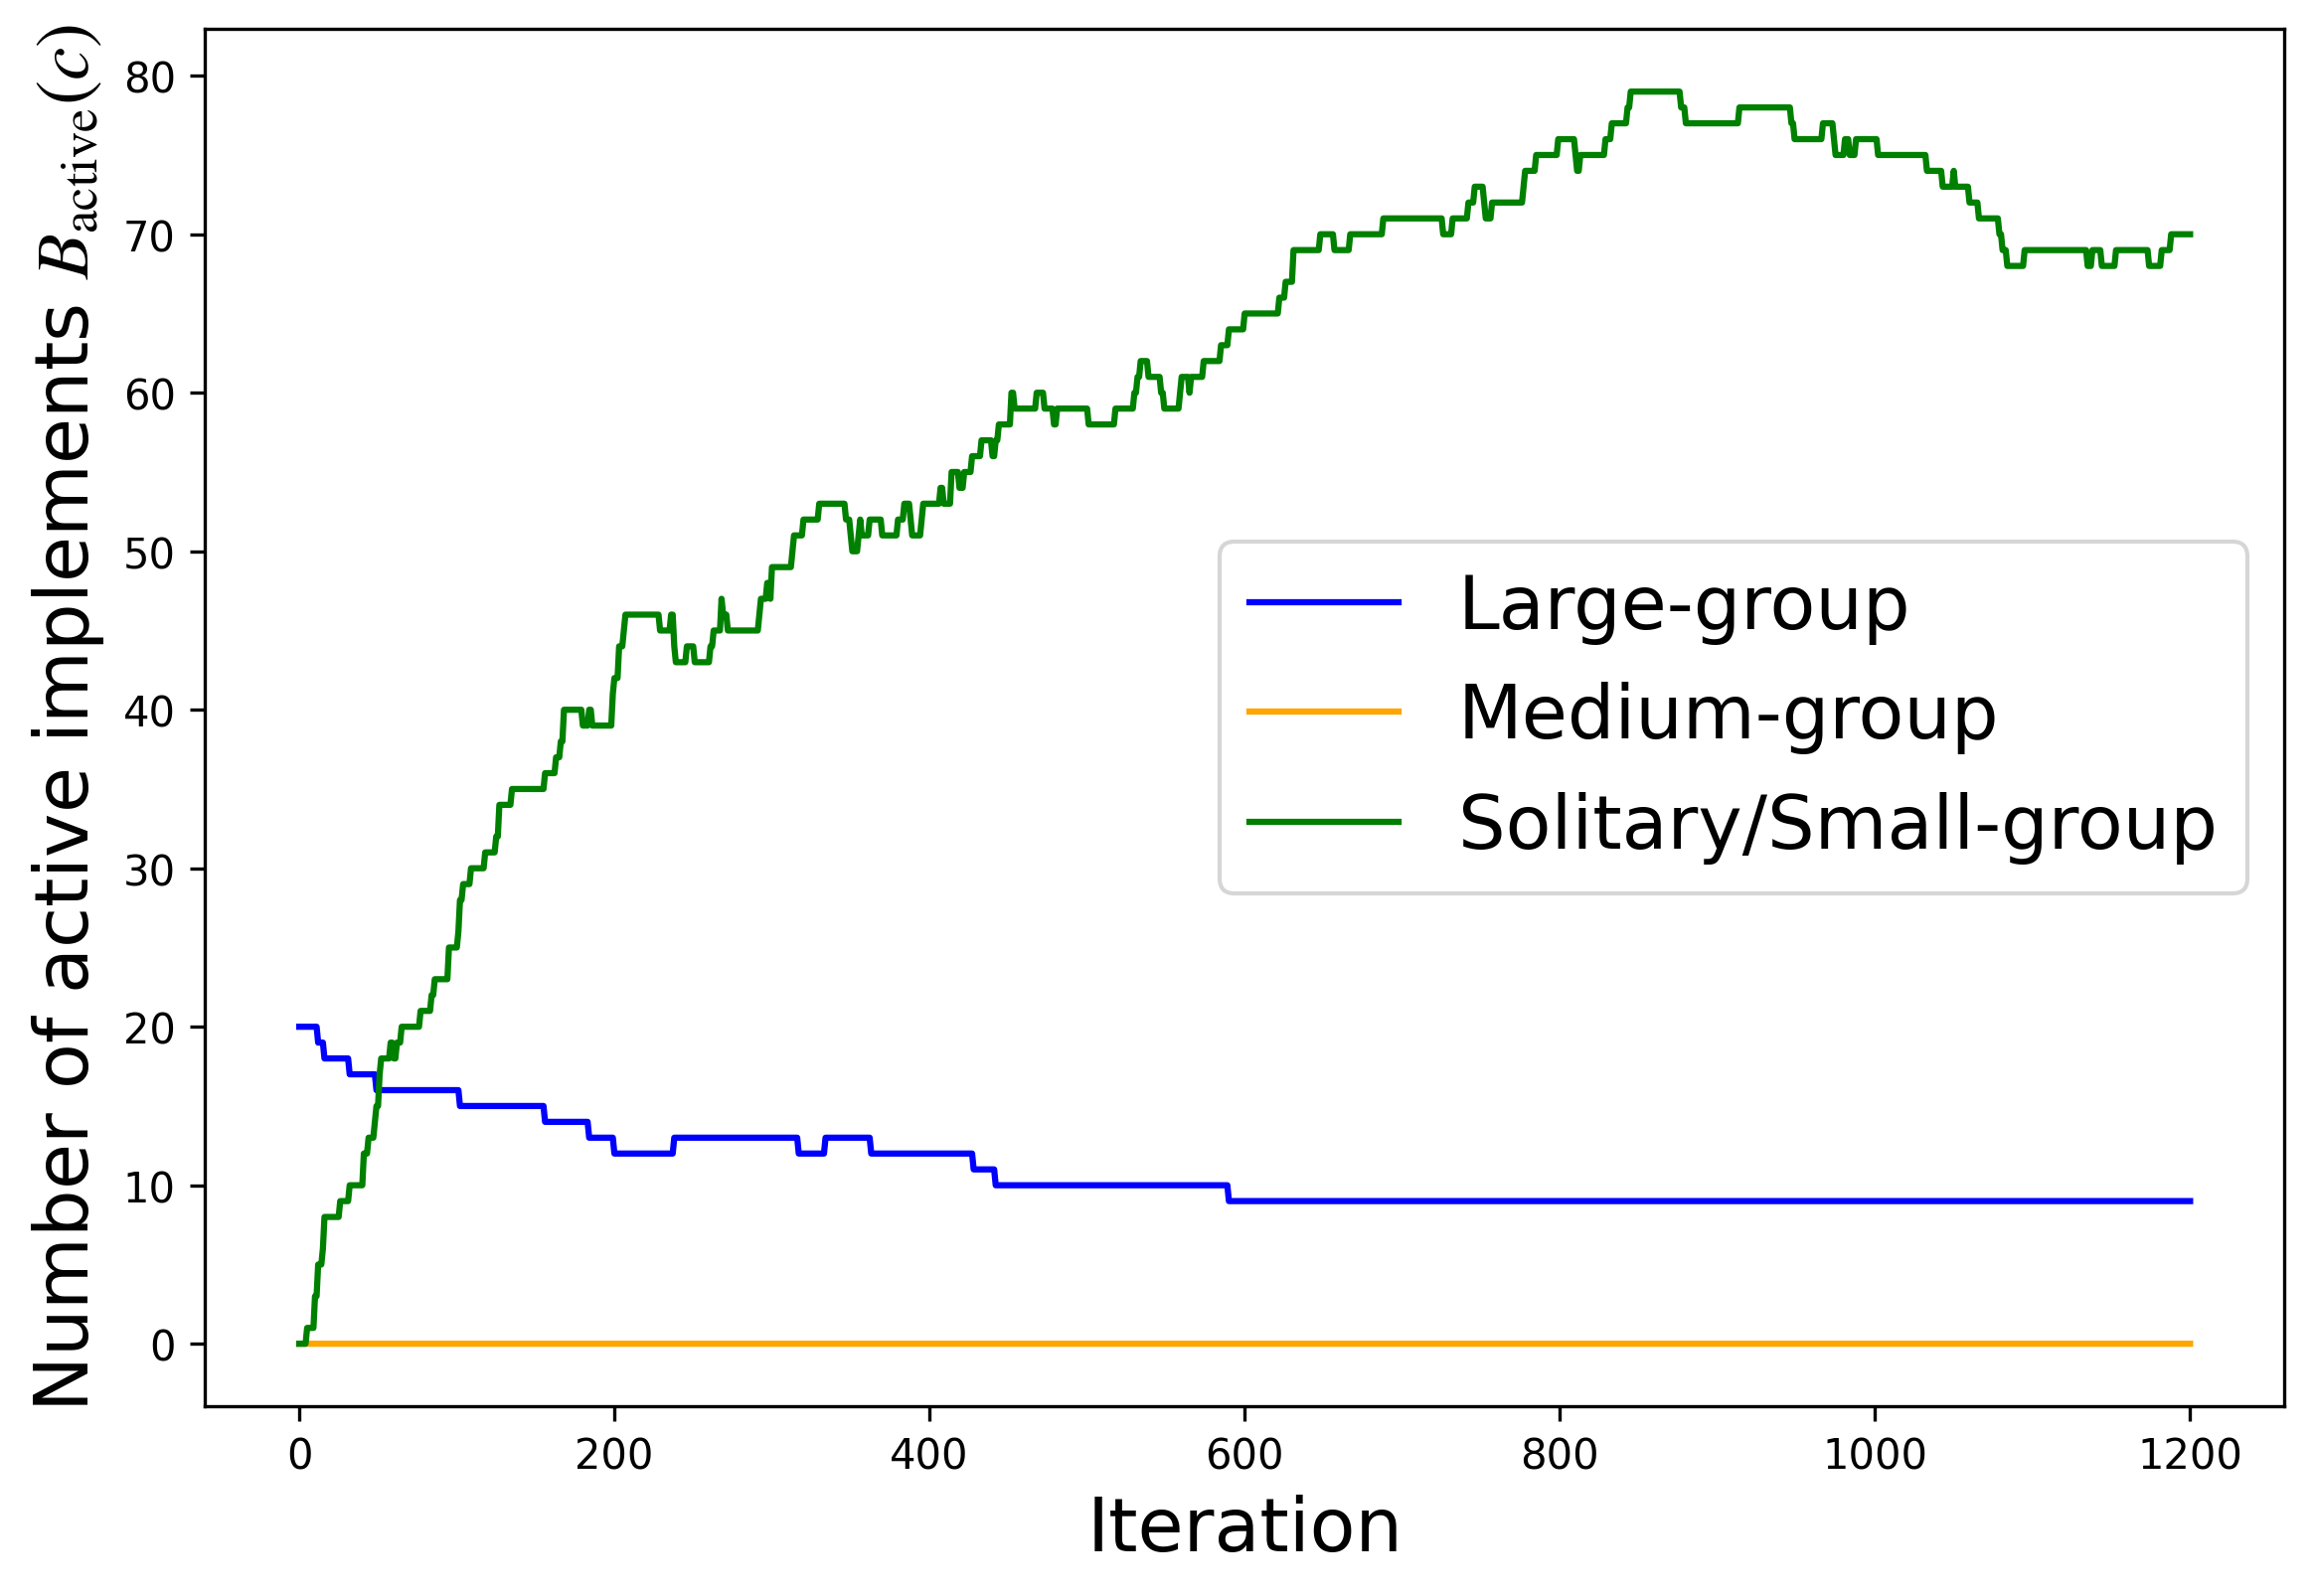 Number of active implements B_active(c)
80
70
60
50
40
30
20
10
0
Large-group
Medium-group
Solitary/Small-group
0 200 400 600 800 1000 1200
Iteration